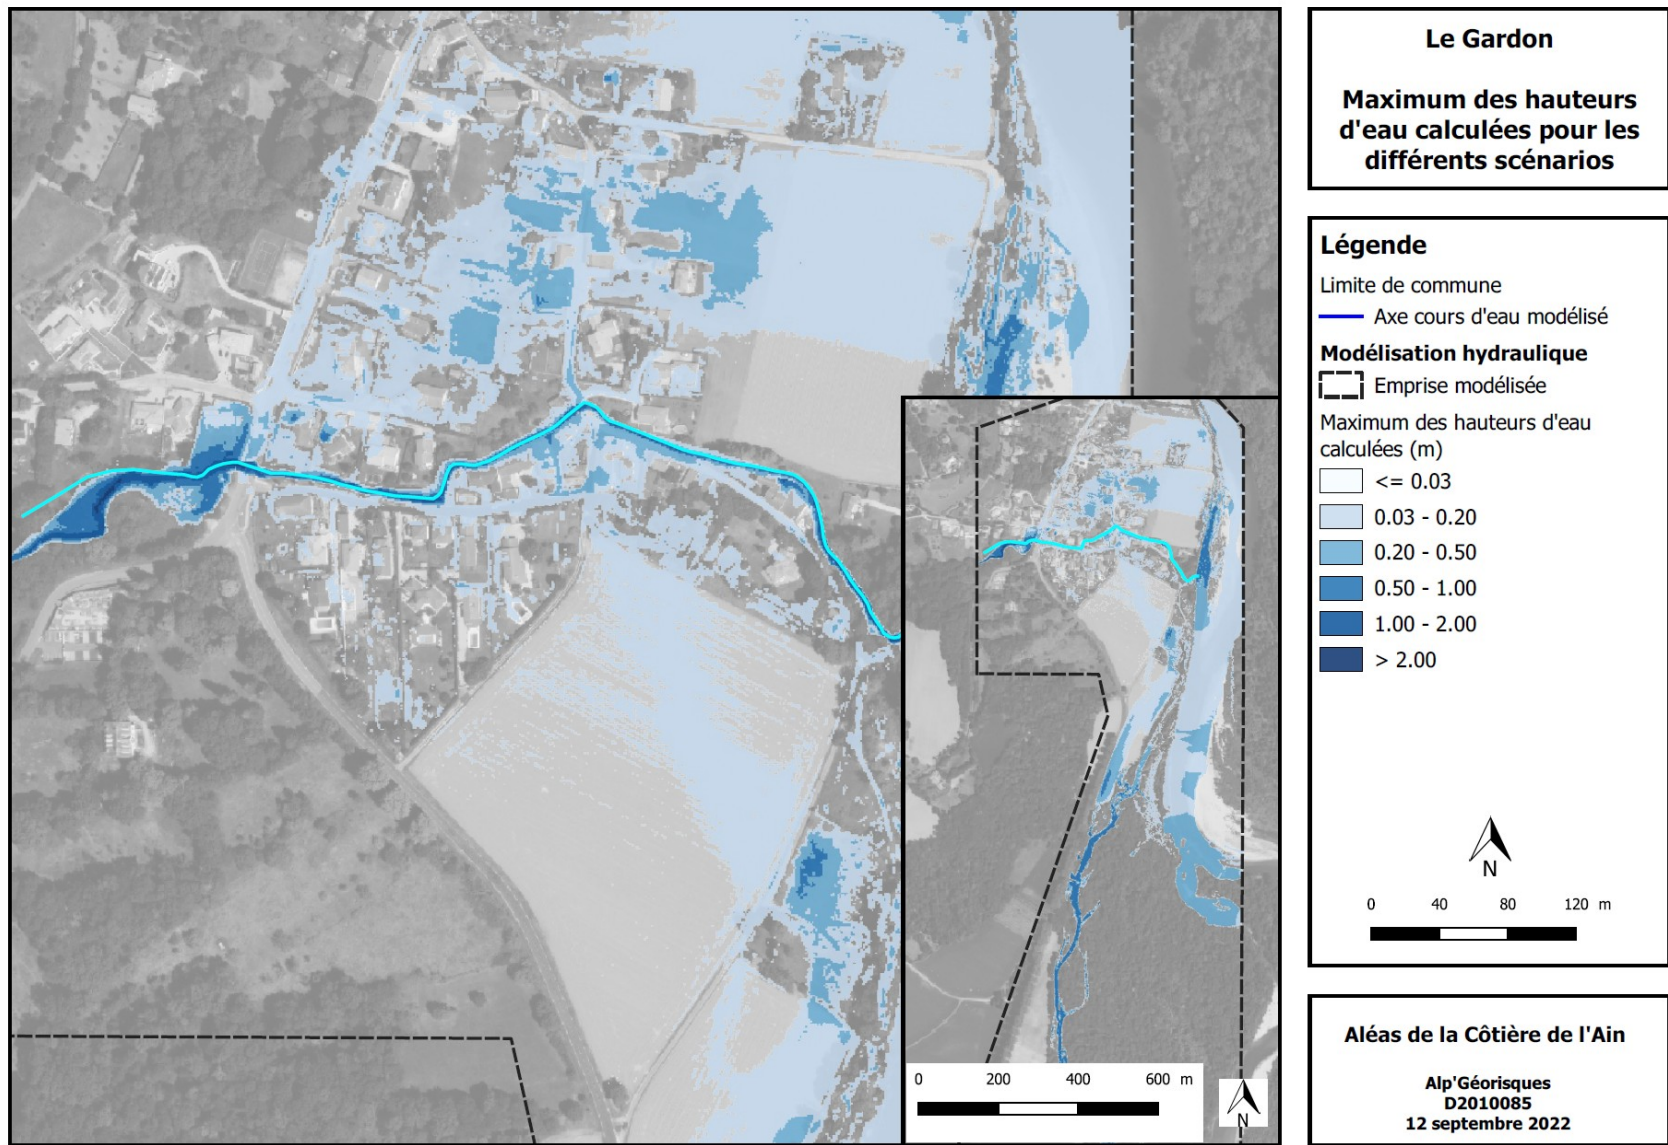 Le Gardon
Maximum des hauteurs
d'eau calculées pour les
différents scénarios
Légende
Limite de commune
Axe cours d'eau modélisé
Modélisation hydraulique
Emprise modélisée
Maximum des hauteurs d'eau
calculées (m)
<= 0.03
0.03 - 0.20
0.20 - 0.50
0.50 - 1.00
1.00 - 2.00
> 2.00
N
0 40 80 120 m
0 200 400 600 m
N
Aléas de la Côtière de l'Ain
Alp'Géorisques
D2010085
12 septembre 2022